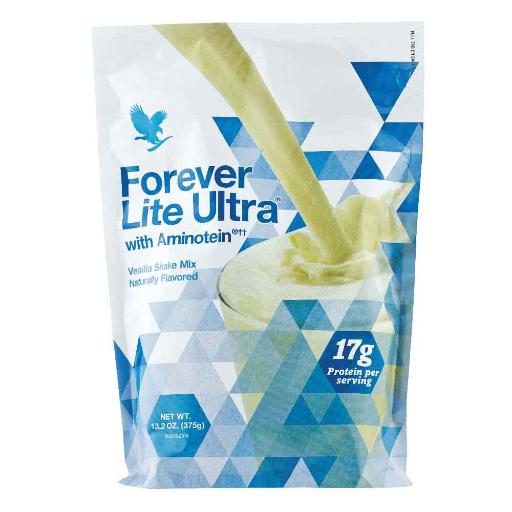 Forever
Lite Ultra®
with Aminotein®††
Vanilla Shake Mix
Naturally Flavored
17g
Protein per
serving
NET WT.
13.2 OZ. (375g)